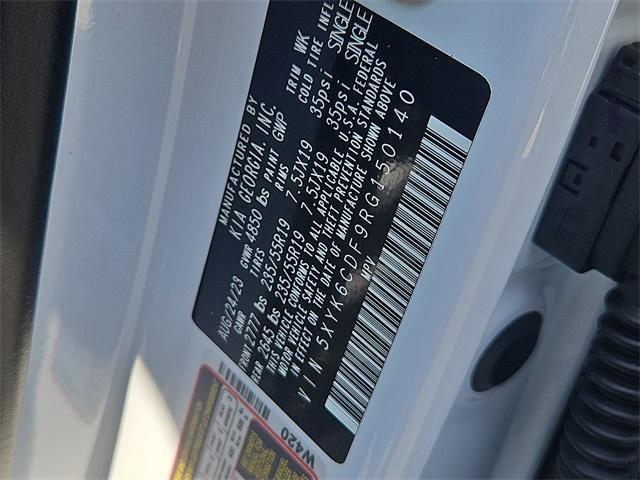 MANUFACTURED BY
KIA GEORGIA, INC.
AUG/24/23 GVWR 4850 lbs PAINT GWP TRIM WK
GAWR TIRES RIMS COLD TIRE INFL
FRONT 2777 lbs 235/55R19 7.5JX19 35psi SINGLE
REAR 2645 lbs 235/55R19 7.5JX19 35psi SINGLE
THIS VEHICLE CONFORMS TO ALL APPLICABLE U.S.A. FEDERAL
MOTOR VEHICLE SAFETY AND THEFT PREVENTION STANDARDS
IN EFFECT ON THE DATE OF MANUFACTURE SHOWN ABOVE
VIN 5XYK6CDF9RG150140
MPV
W420